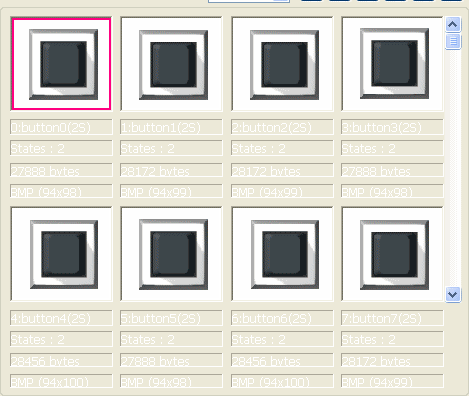 0:button0(2S) 1:button1(2S) 2:button2(2S) 3:button3(2S)
States : 2 States : 2 States : 2 States : 2
27888 bytes 28172 bytes 28172 bytes 27888 bytes
BMP (94x98) BMP (94x99) BMP (94x99) BMP (94x98)
4:button4(2S) 5:button5(2S) 6:button6(2S) 7:button7(2S)
States : 2 States : 2 States : 2 States : 2
28456 bytes 27888 bytes 28456 bytes 28172 bytes
BMP (94x100) BMP (94x98) BMP (94x100) BMP (94x99)